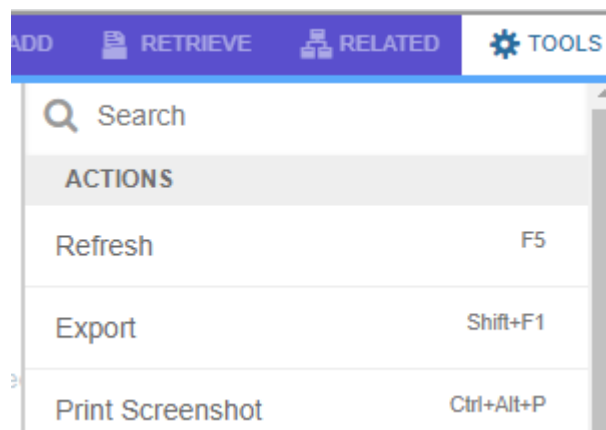 ADD RETRIEVE RELATED TOOLS
Search
ACTIONS
Refresh F5
Export Shift+F1
Print Screenshot Ctrl+Alt+P